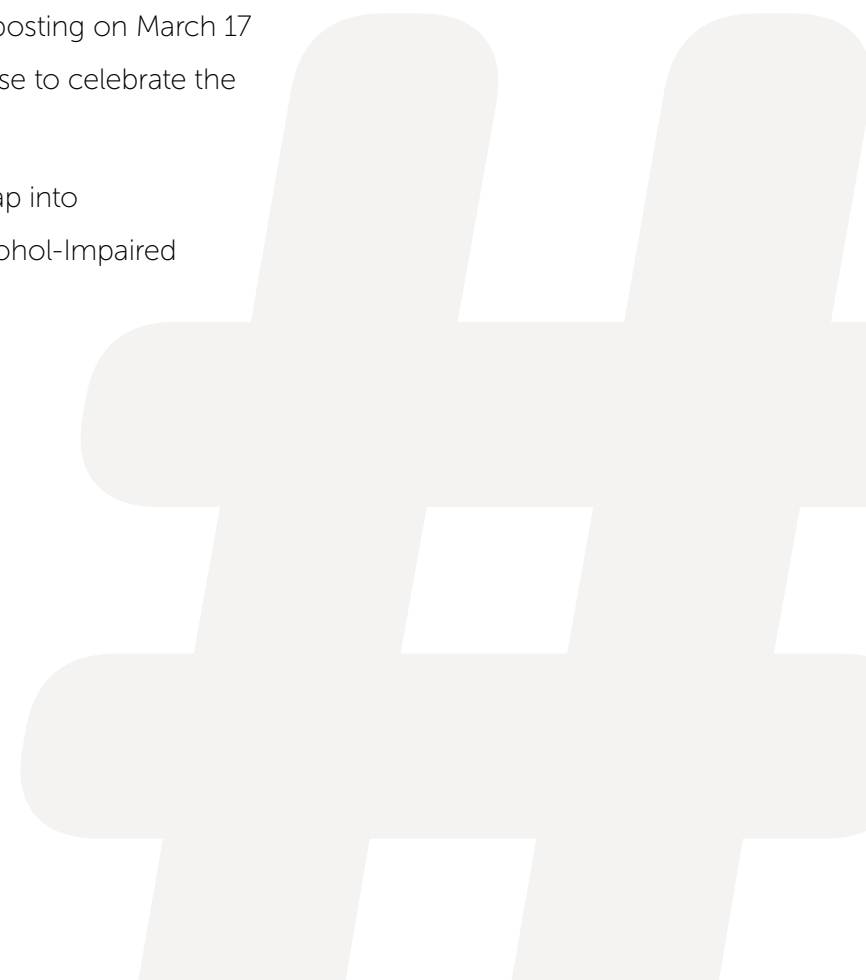 posting on March 17
se to celebrate the
ap into
ohol-Impaired
#